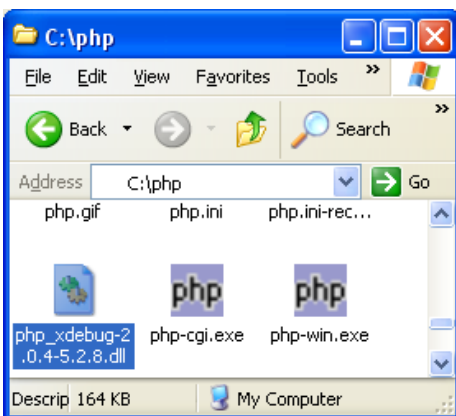 C:\php
File Edit View Favorites Tools »
Back Search »
Address C:\php Go
php.gif php.ini php.ini-rec...
php php
php_xdebug-2 php-cgi.exe php-win.exe
.0.4-5.2.8.dll
Descrip 164 KB My Computer